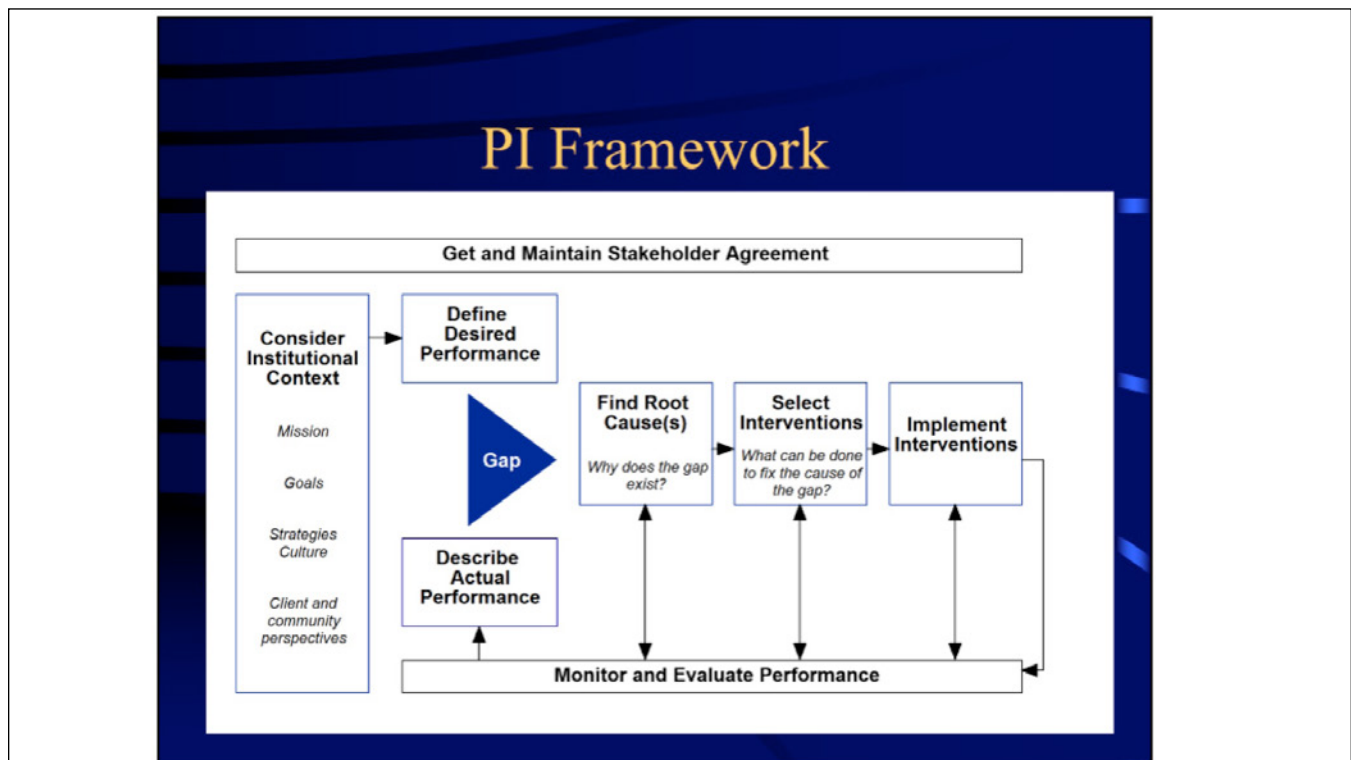 PI Framework
Get and Maintain Stakeholder Agreement
Consider
Institutional
Context
Mission
Goals
Strategies
Culture
Client and
community
perspectives
Define
Desired
Performance
Gap
Describe
Actual
Performance
Find Root
Cause(s)
Why does the gap
exist?
Select
Interventions
What can be done
to fix the cause of
the gap?
Implement
Interventions
Monitor and Evaluate Performance